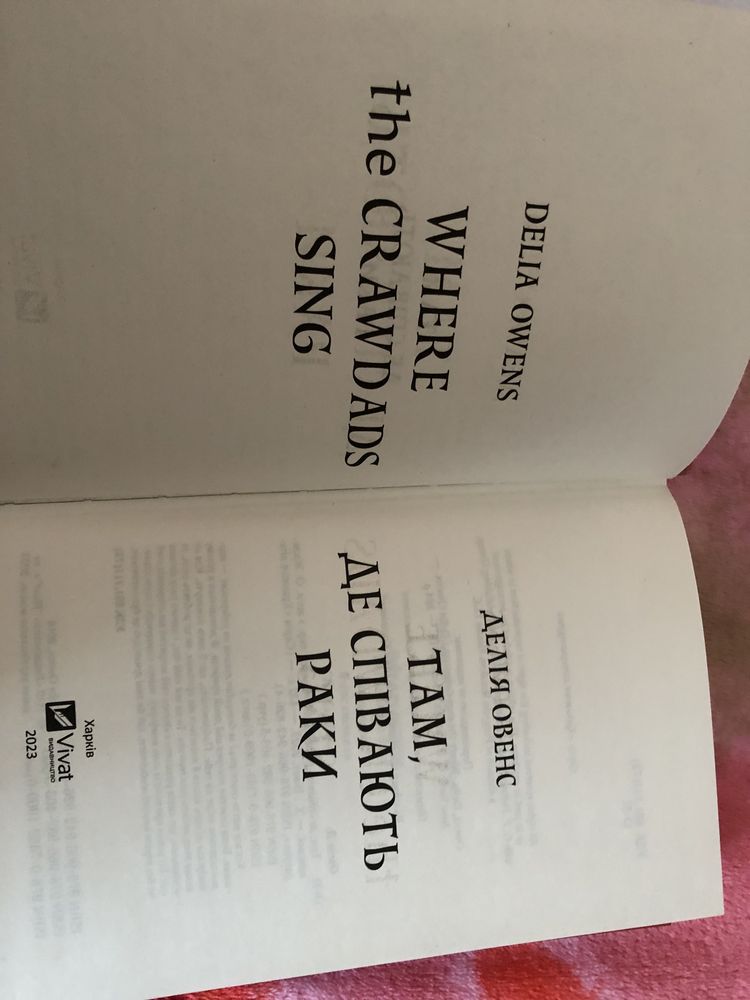 DELIA OWENS
WHERE
the CRAWDADS
SING
ДЕЛІЯ ОВЕНС
ТАМ,
ДЕ СПІВАЮТЬ
РАКИ
Харків
Vivat
ВИДАВНИЦТВО
2023